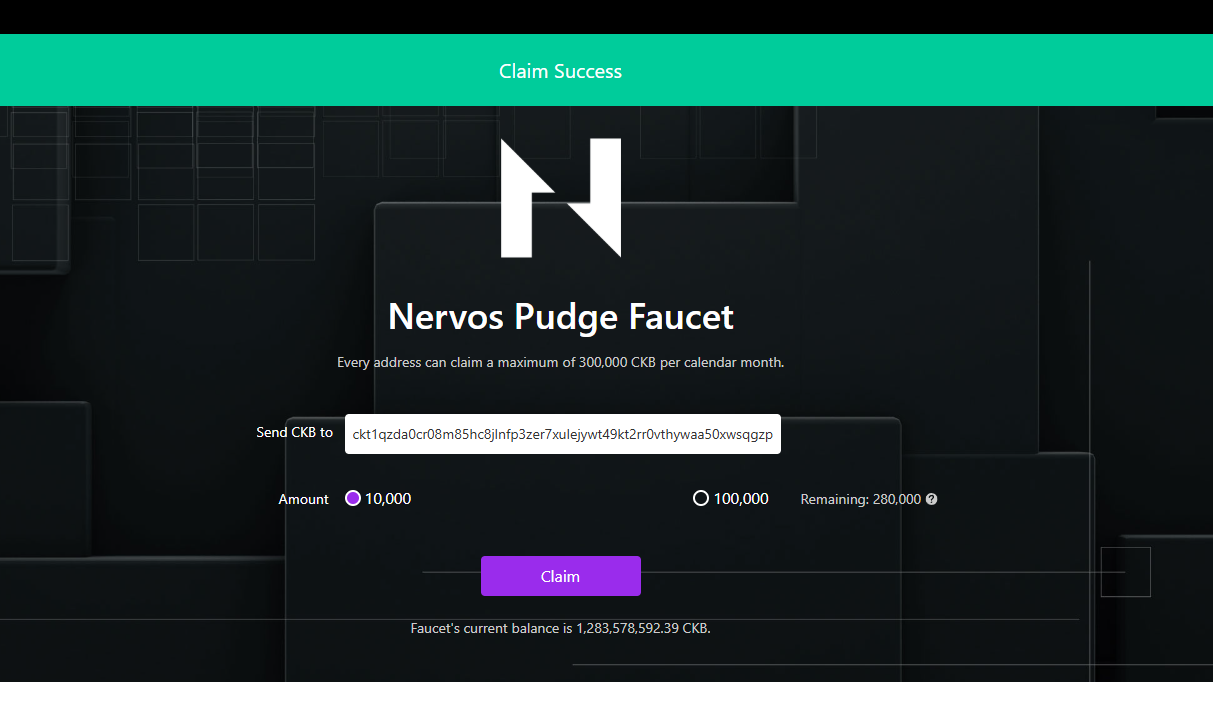 Claim Success
Nervos Pudge Faucet
Every address can claim a maximum of 300,000 CKB per calendar month.
Send CKB to ckt1qzda0cr08m85hc8jlnfp3zer7xulejywt49kt2rr0vthywaa50xwsqgzp
Amount 10,000 100,000 Remaining: 280,000
Claim
Faucet's current balance is 1,283,578,592.39 CKB.